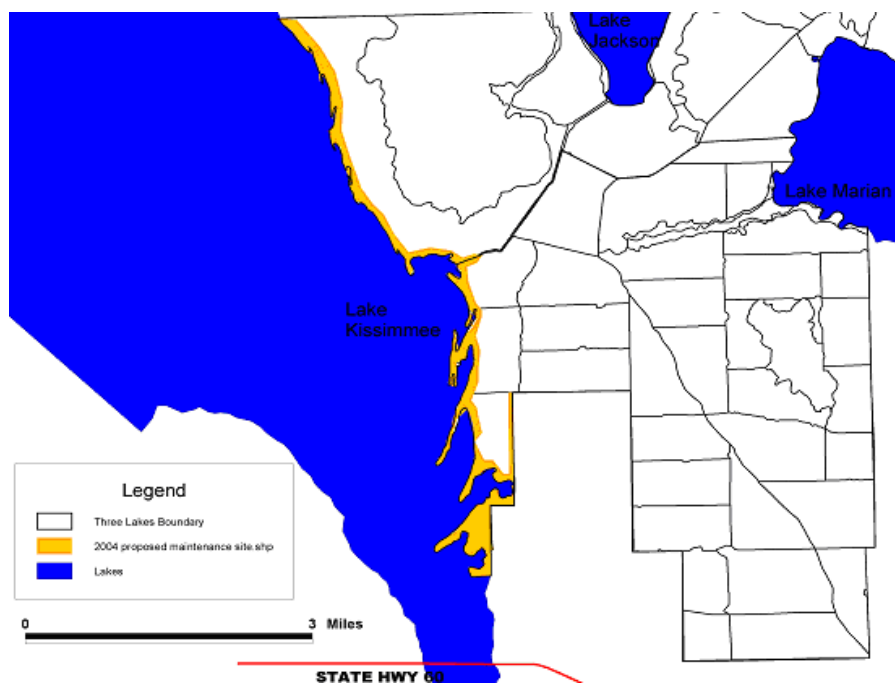 Lake
Jackson
Lake Marian
Lake
Kissimmee
Legend
Three Lakes Boundary
2004 proposed maintenance site.shp
Lakes
0 3 Miles
STATE HWY 60